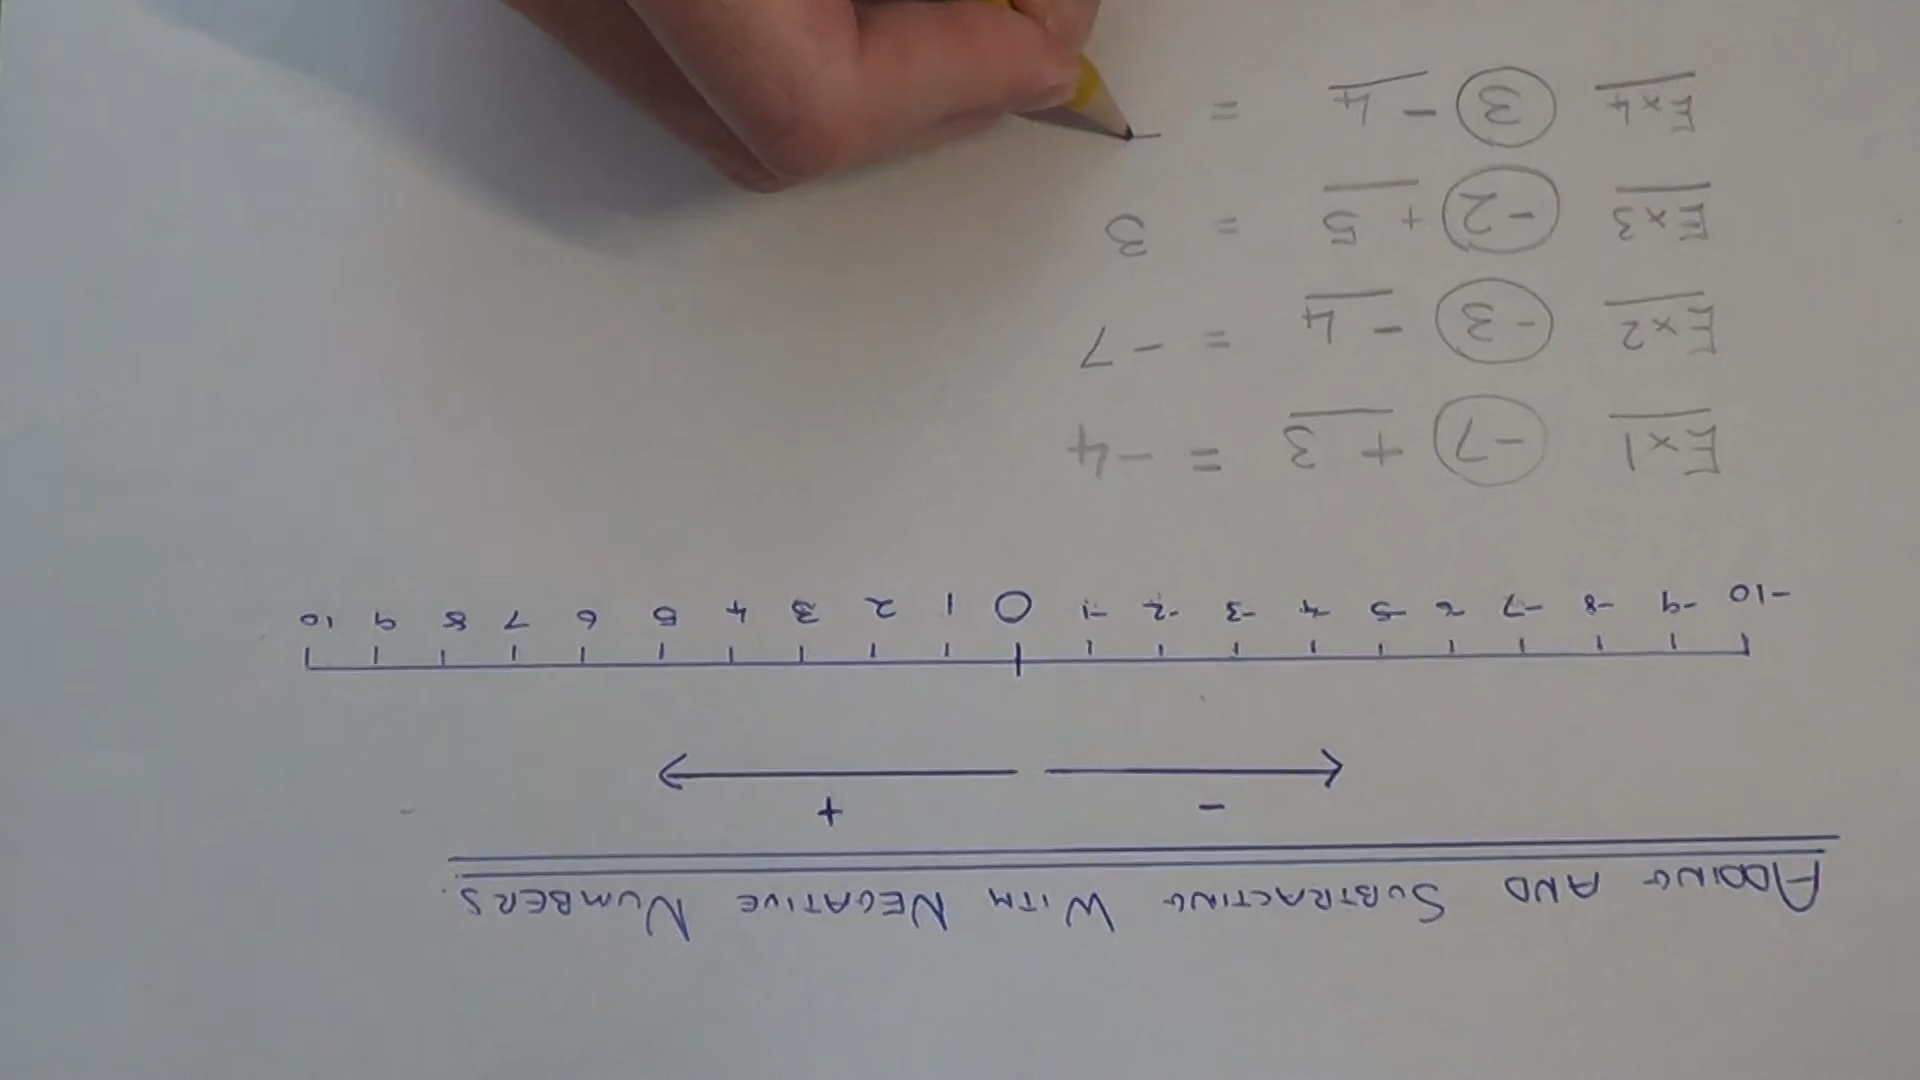 ADDING AND SUBTRACTING WITH NEGATIVE NUMBERS.
- +
-10 -9 -8 -7 -6 -5 -4 -3 -2 -1 0 1 2 3 4 5 6 7 8 9 10
Ex1 -7 + 3 = -4
Ex2 -3 - 4 = -7
Ex3 -2 + 5 = 3
Ex4 3 - 4 = -